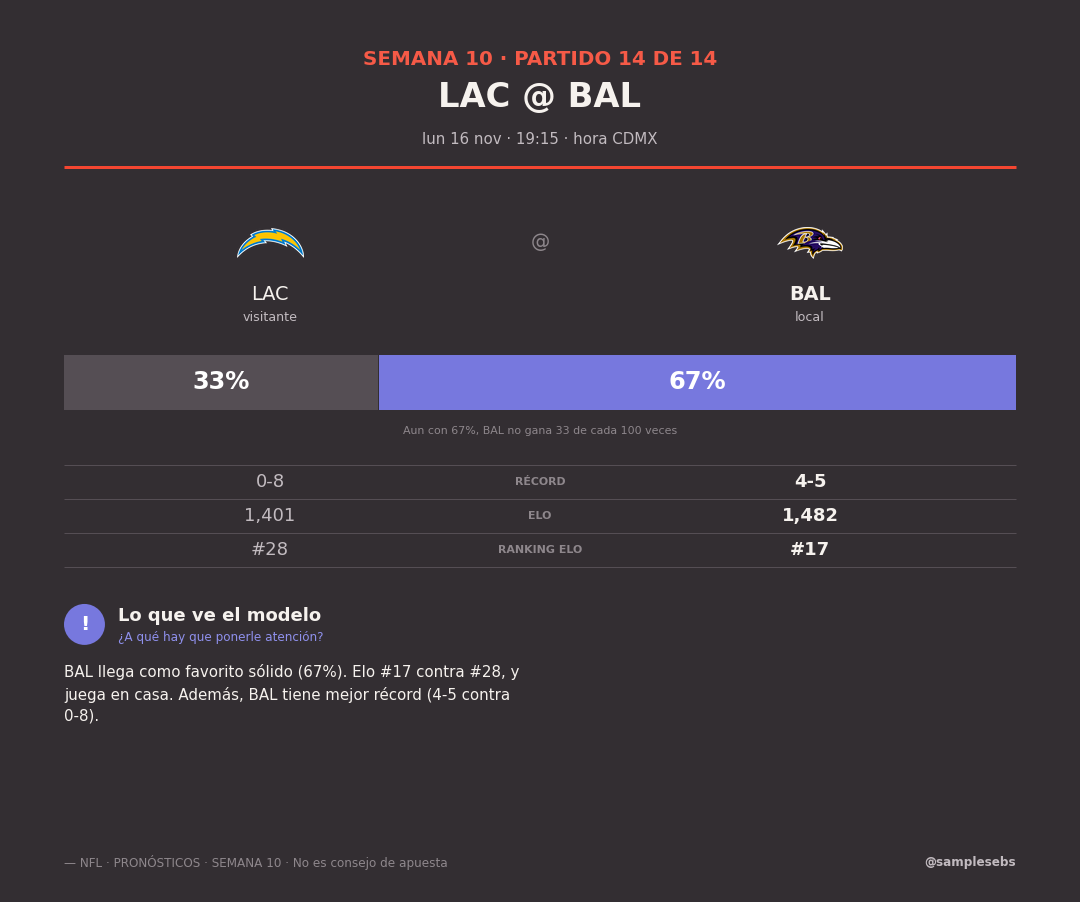 SEMANA 10 · PARTIDO 14 DE 14
LAC @ BAL
lun 16 nov · 19:15 · hora CDMX
@
LAC
visitante
B
BAL
local
33%
67%
Aun con 67%, BAL no gana 33 de cada 100 veces
0-8 RÉCORD 4-5
1,401 ELO 1,482
#28 RANKING ELO #17
!
Lo que ve el modelo
¿A qué hay que ponerle atención?
BAL llega como favorito sólido (67%). Elo #17 contra #28, y
juega en casa. Además, BAL tiene mejor récord (4-5 contra
0-8).
— NFL · PRONÓSTICOS · SEMANA 10 · No es consejo de apuesta
@samplesebs